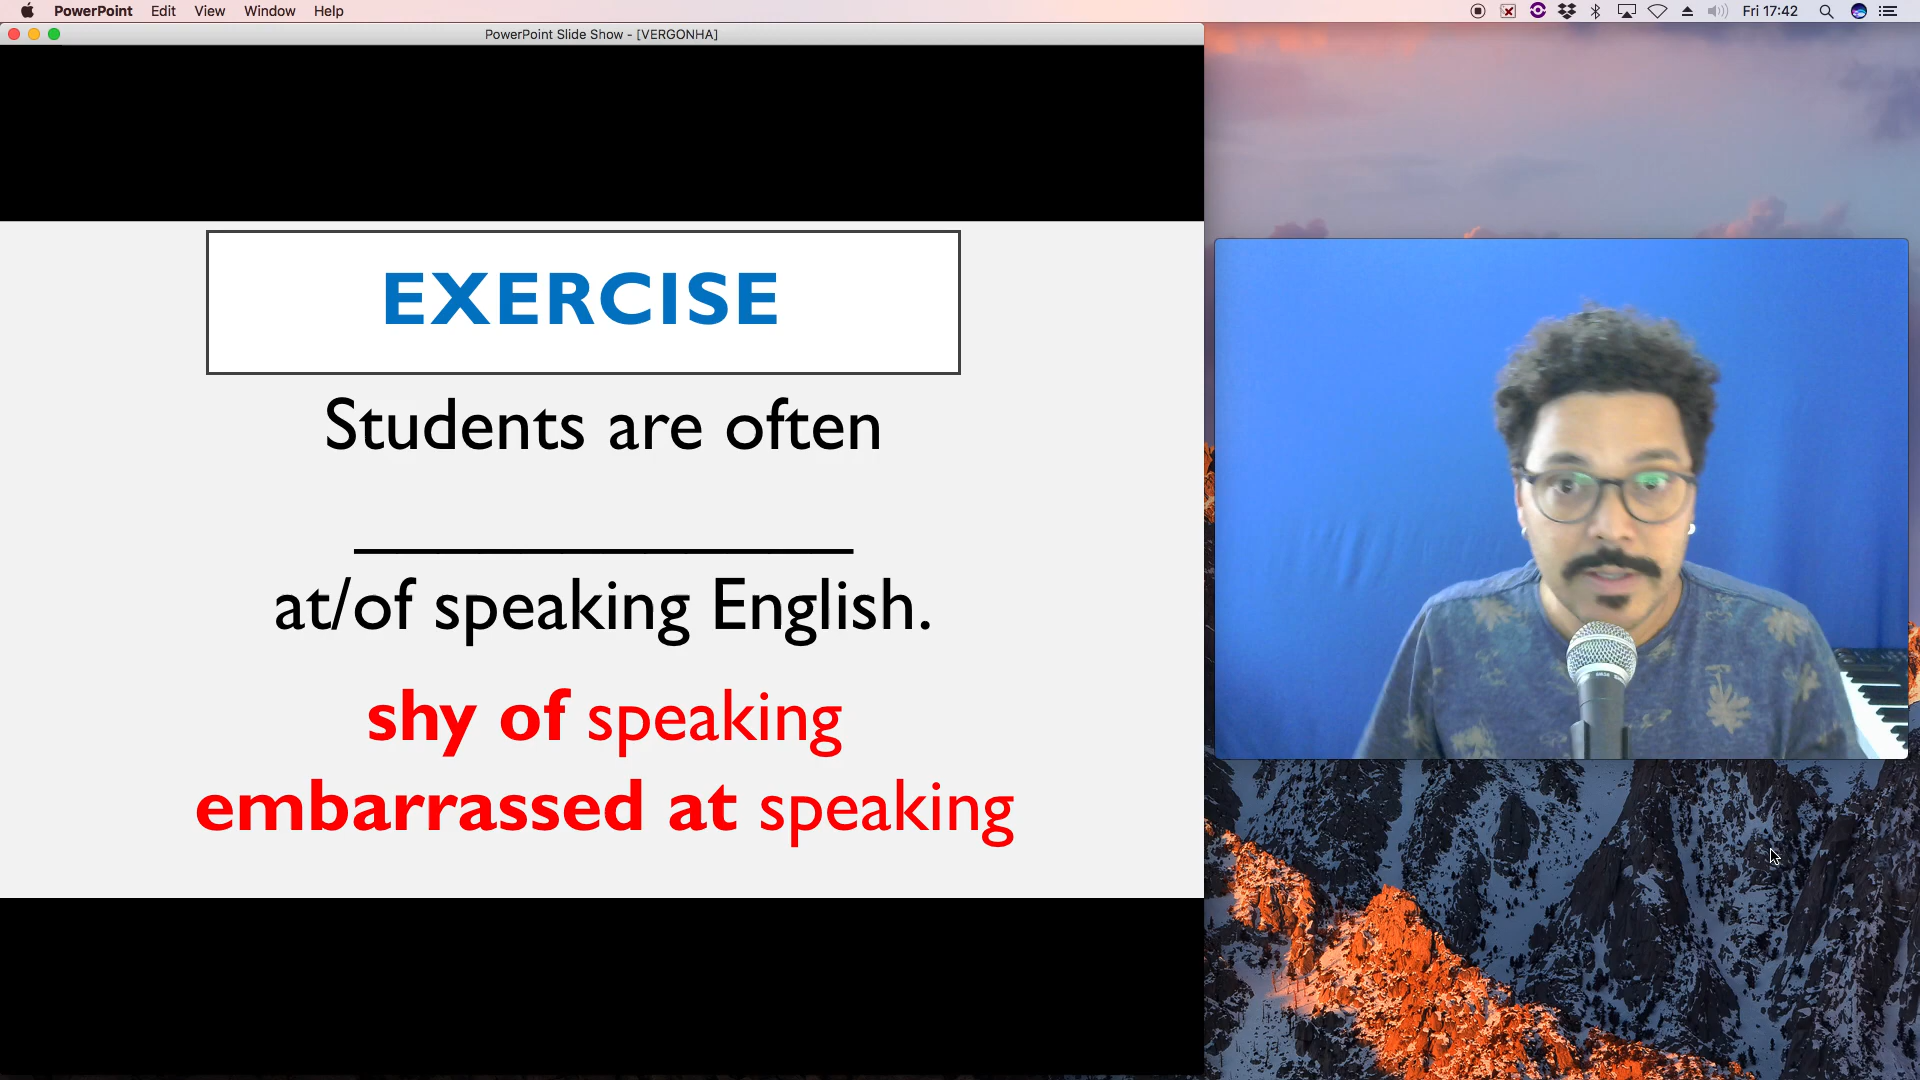 PowerPoint Edit View Window Help Fri 17:42
PowerPoint Slide Show - [VERGONHA]
EXERCISE
Students are often
_______________
at/of speaking English.
shy of speaking
embarrassed at speaking